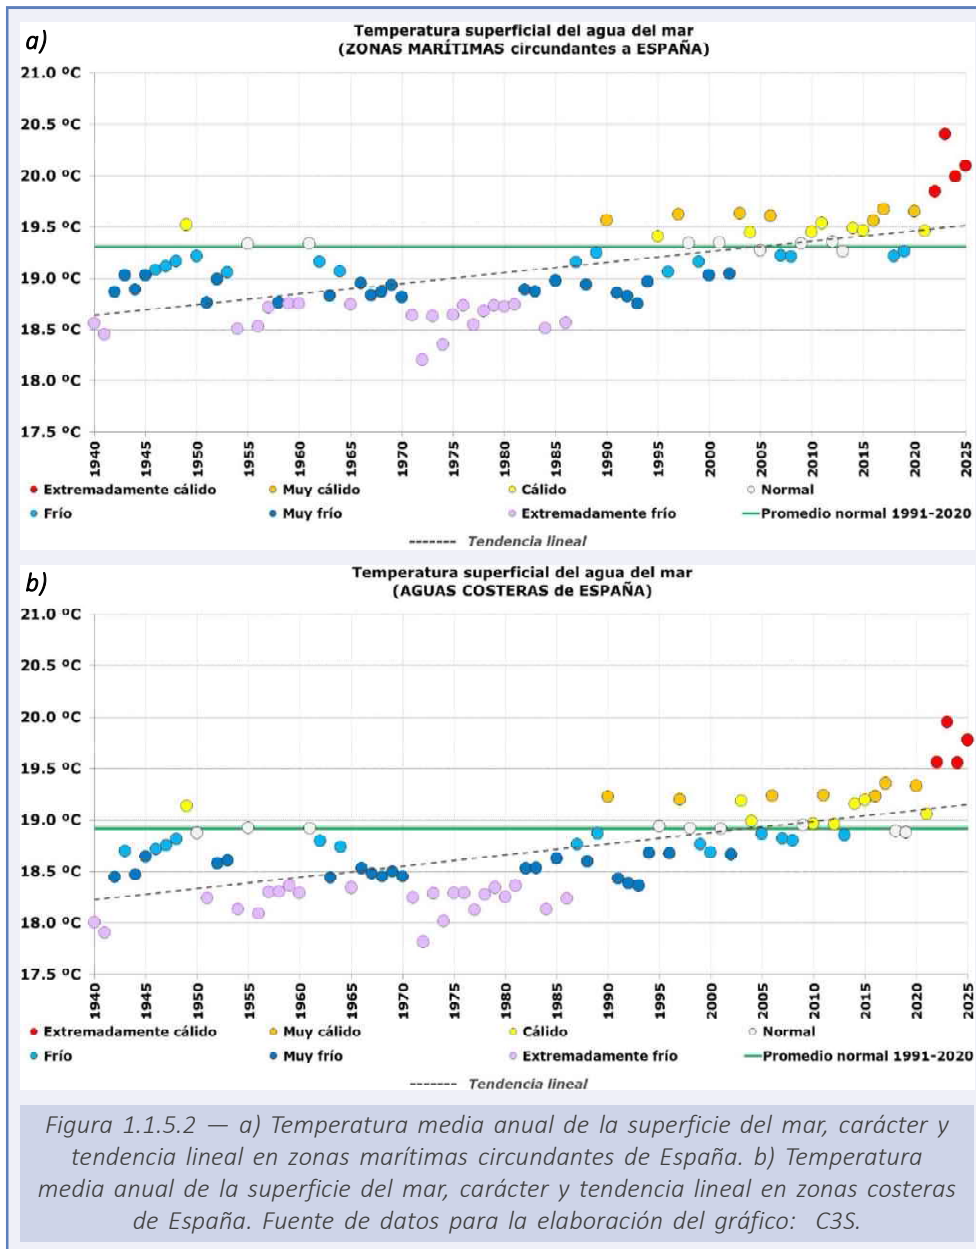 a)
Temperatura superficial del agua del mar
(ZONAS MARÍTIMAS circundantes a ESPAÑA)
21.0 ºC
20.5 ºC
20.0 ºC
19.5 ºC
19.0 ºC
18.5 ºC
18.0 ºC
17.5 ºC
1940 1945 1950 1955 1960 1965 1970 1975 1980 1985 1990 1995 2000 2005 2010 2015 2020 2025
Extremadamente cálido Muy cálido Cálido Normal
Frío Muy frío Extremadamente frío Promedio normal 1991-2020
Tendencia lineal
b)
Temperatura superficial del agua del mar
(AGUAS COSTERAS de ESPAÑA)
21.0 ºC
20.5 ºC
20.0 ºC
19.5 ºC
19.0 ºC
18.5 ºC
18.0 ºC
17.5 ºC
1940 1945 1950 1955 1960 1965 1970 1975 1980 1985 1990 1995 2000 2005 2010 2015 2020 2025
Extremadamente cálido Muy cálido Cálido Normal
Frío Muy frío Extremadamente frío Promedio normal 1991-2020
Tendencia lineal
Figura 1.1.5.2 — a) Temperatura media anual de la superficie del mar, carácter y
tendencia lineal en zonas marítimas circundantes de España. b) Temperatura
media anual de la superficie del mar, carácter y tendencia lineal en zonas costeras
de España. Fuente de datos para la elaboración del gráfico: C3S.